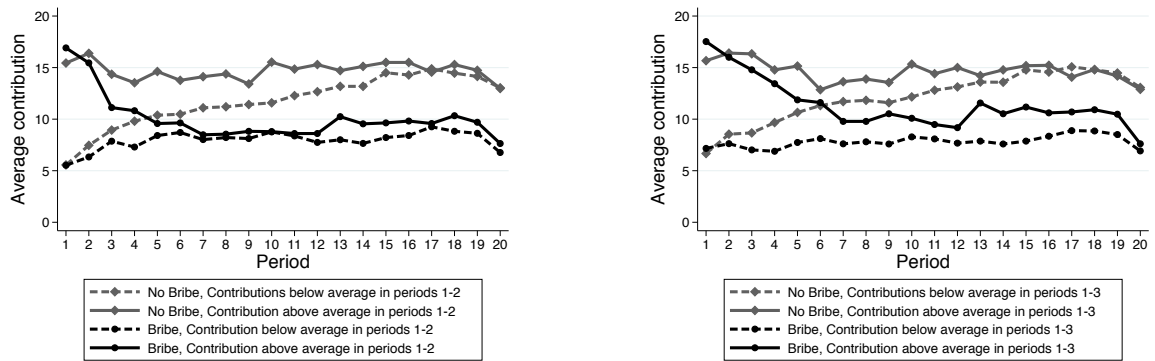 Average contribution
20
15
10
5
0
1 2 3 4 5 6 7 8 9 10 11 12 13 14 15 16 17 18 19 20
Period
No Bribe, Contributions below average in periods 1-2
No Bribe, Contribution above average in periods 1-2
Bribe, Contribution below average in periods 1-2
Bribe, Contribution above average in periods 1-2
Average contribution
20
15
10
5
0
1 2 3 4 5 6 7 8 9 10 11 12 13 14 15 16 17 18 19 20
Period
No Bribe, Contributions below average in periods 1-3
No Bribe, Contribution above average in periods 1-3
Bribe, Contribution below average in periods 1-3
Bribe, Contribution above average in periods 1-3